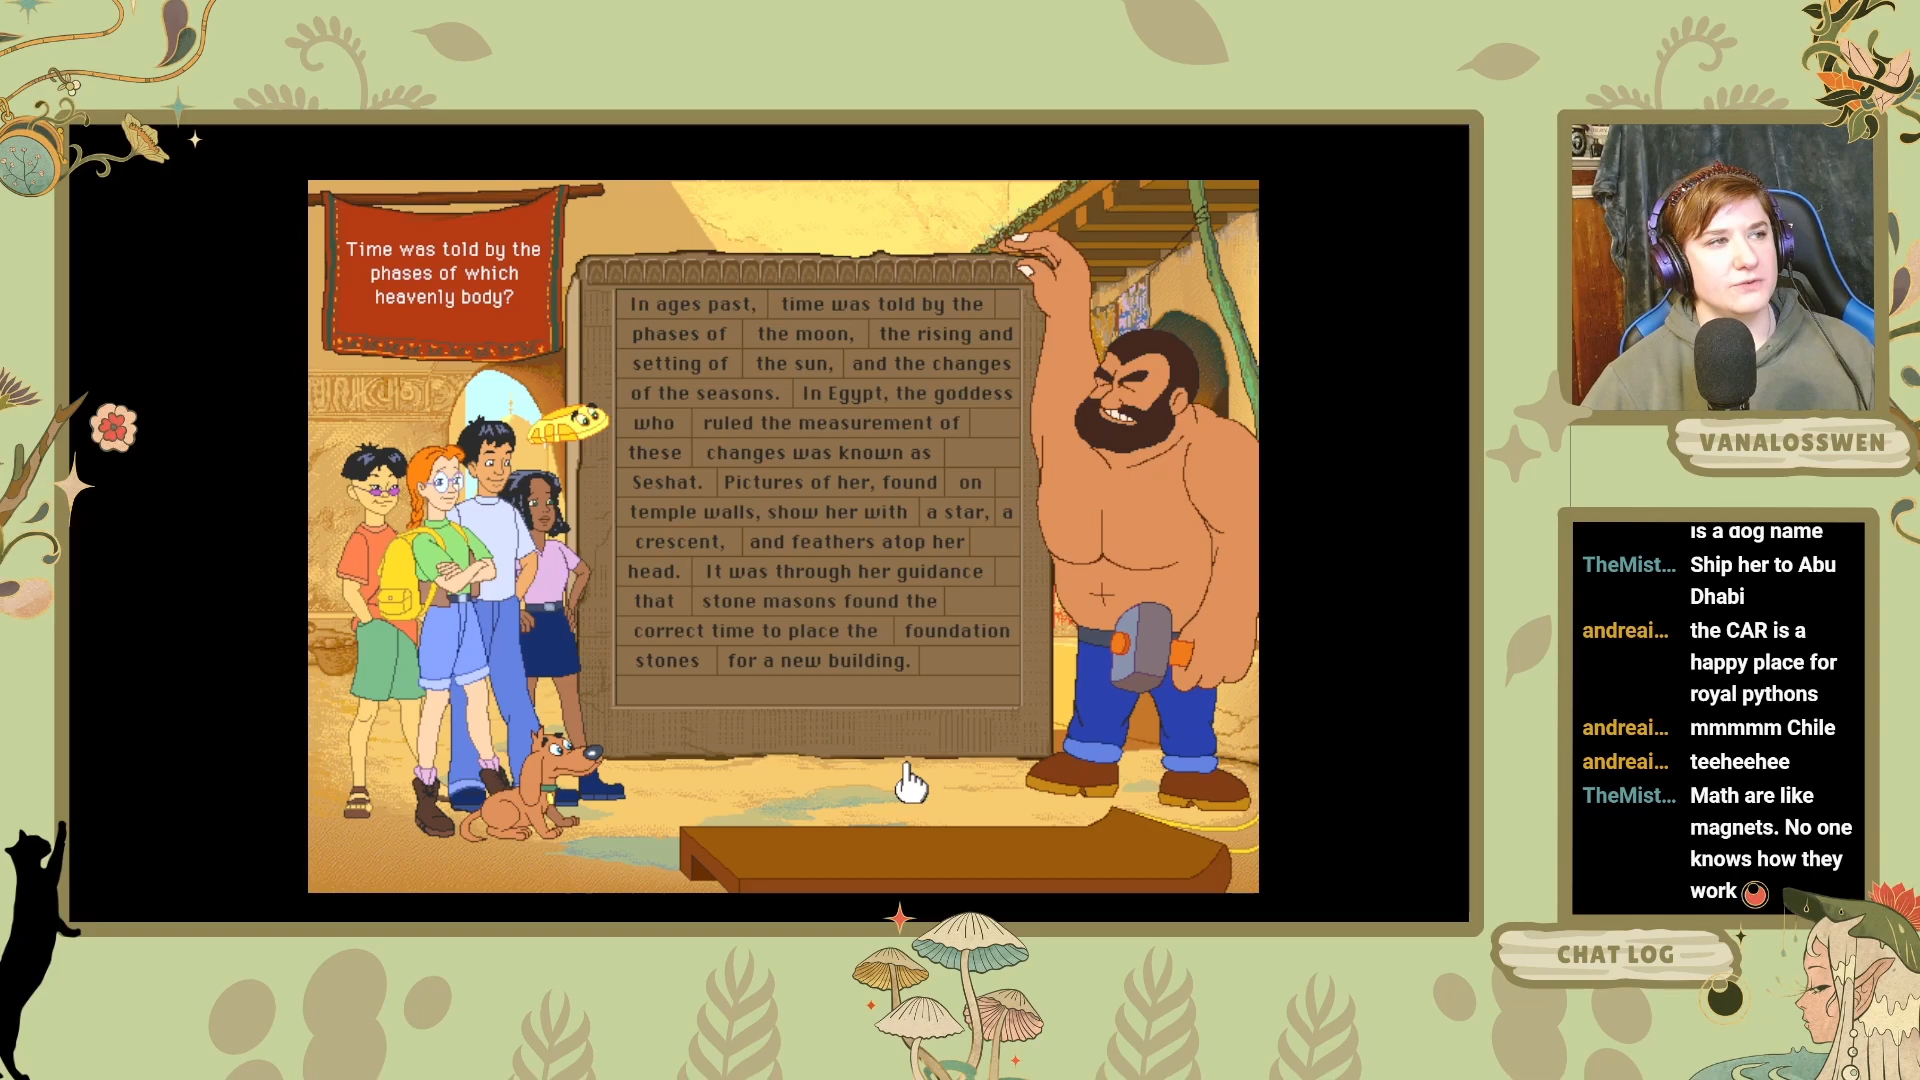 Time was told by the
phases of which
heavenly body?
In ages past, time was told by the
phases of the moon, the rising and
setting of the sun, and the changes
of the seasons. In Egypt, the goddess
who ruled the measurement of
these changes was known as
Seshat. Pictures of her, found on
temple walls, show her with a star, a
crescent, and feathers atop her
head. It was through her guidance
that stone masons found the
correct time to place the foundation
stones for a new building.
VANALOSSWEN
is a dog name
TheMist... Ship her to Abu
Dhabi
andreai... the CAR is a
happy place for
royal pythons
andreai... mmmmm Chile
andreai... teeheehee
TheMist... Math are like
magnets. No one
knows how they
work
CHAT LOG